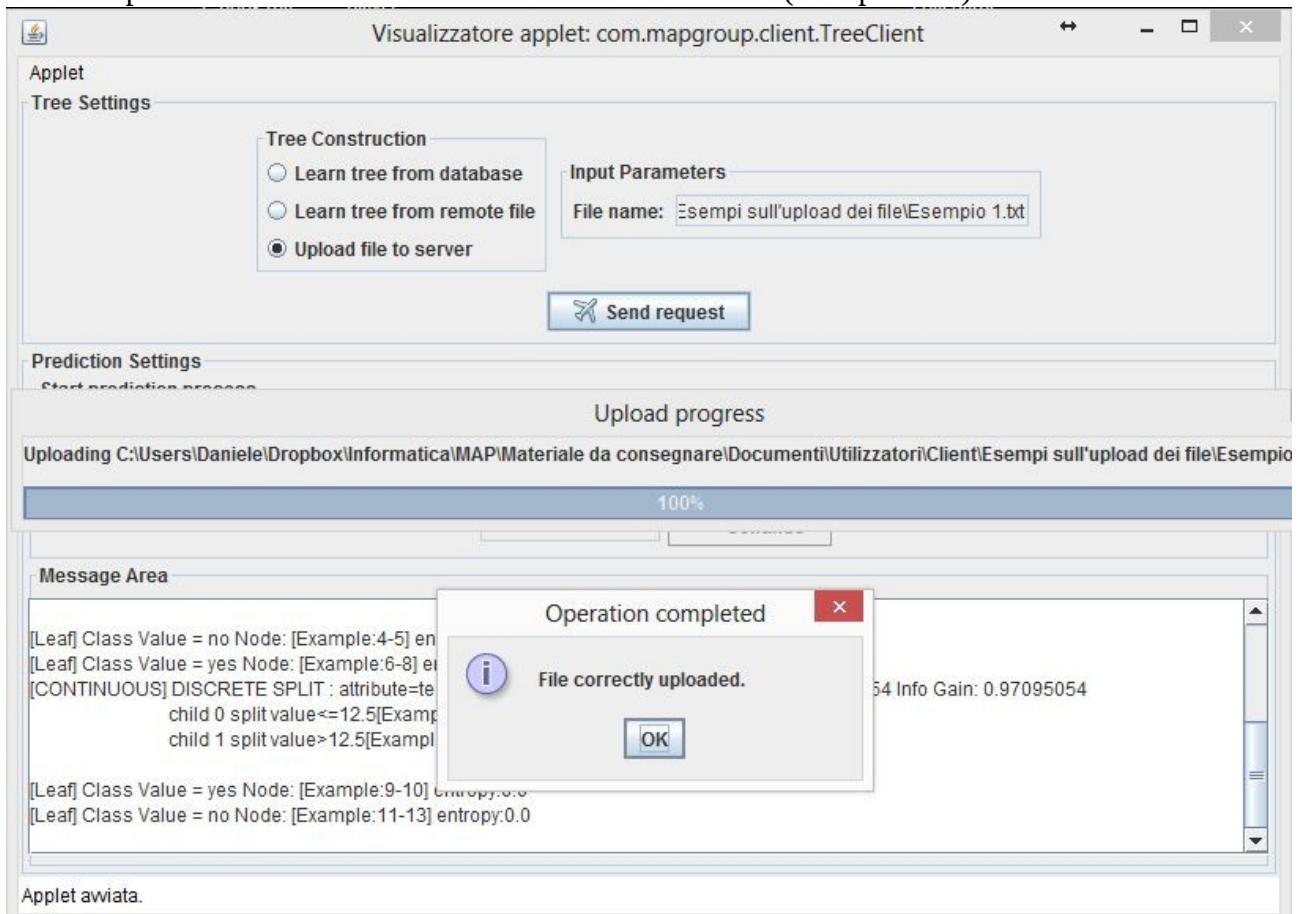 Visualizzatore applet: com.mapgroup.client.TreeClient
Applet
Tree Settings
Tree Construction
Learn tree from database
Learn tree from remote file
Upload file to server
Input Parameters
File name: Esempi sull'upload dei file\Esempio 1.txt
Send request
Prediction Settings
Start prediction process
Upload progress
Uploading C:\Users\Daniele\Dropbox\Informatica\MAP\Materiale da consegnare\Documenti\Utilizzatori\Client\Esempi sull'upload dei file\Esempio
100%
Message Area
[Leaf] Class Value = no Node: [Example:4-5] en
[Leaf] Class Value = yes Node: [Example:6-8] e
[CONTINUOUS] DISCRETE SPLIT : attribute=te 54 Info Gain: 0.97095054
child 0 split value<=12.5[Examp
child 1 split value>12.5[Exampl
[Leaf] Class Value = yes Node: [Example:9-10] entropy:0.0
[Leaf] Class Value = no Node: [Example:11-13] entropy:0.0
Operation completed
File correctly uploaded.
OK
Applet avviata.